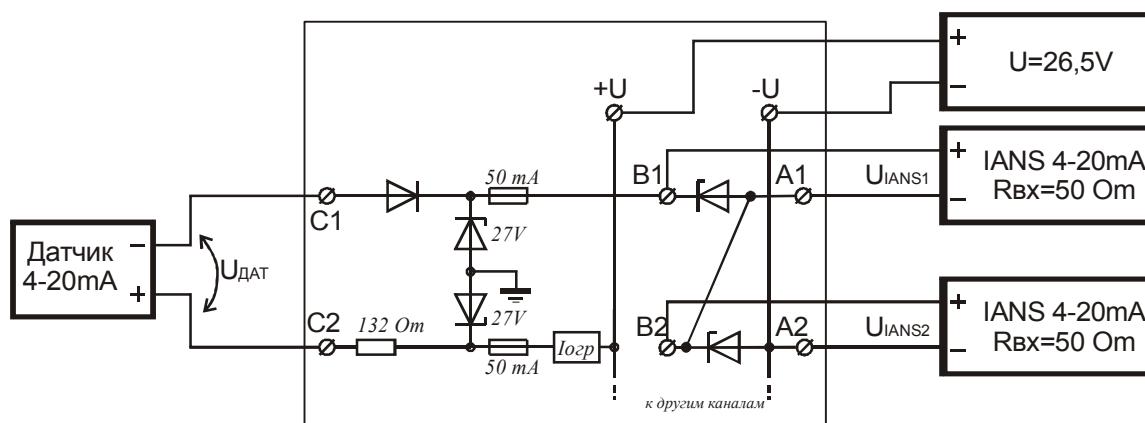 U=26,5V
+
−
+U
-U
IANS 4-20mA
Rвх=50 Om
+
−
50 mA
B1
A1
UIANS1
C1
27V
Датчик
4-20mA
−
+
UДАТ
C2
132 Om
27V
50 mA
Iогр
B2
A2
UIANS2
IANS 4-20mA
Rвх=50 Om
+
−
к другим каналам